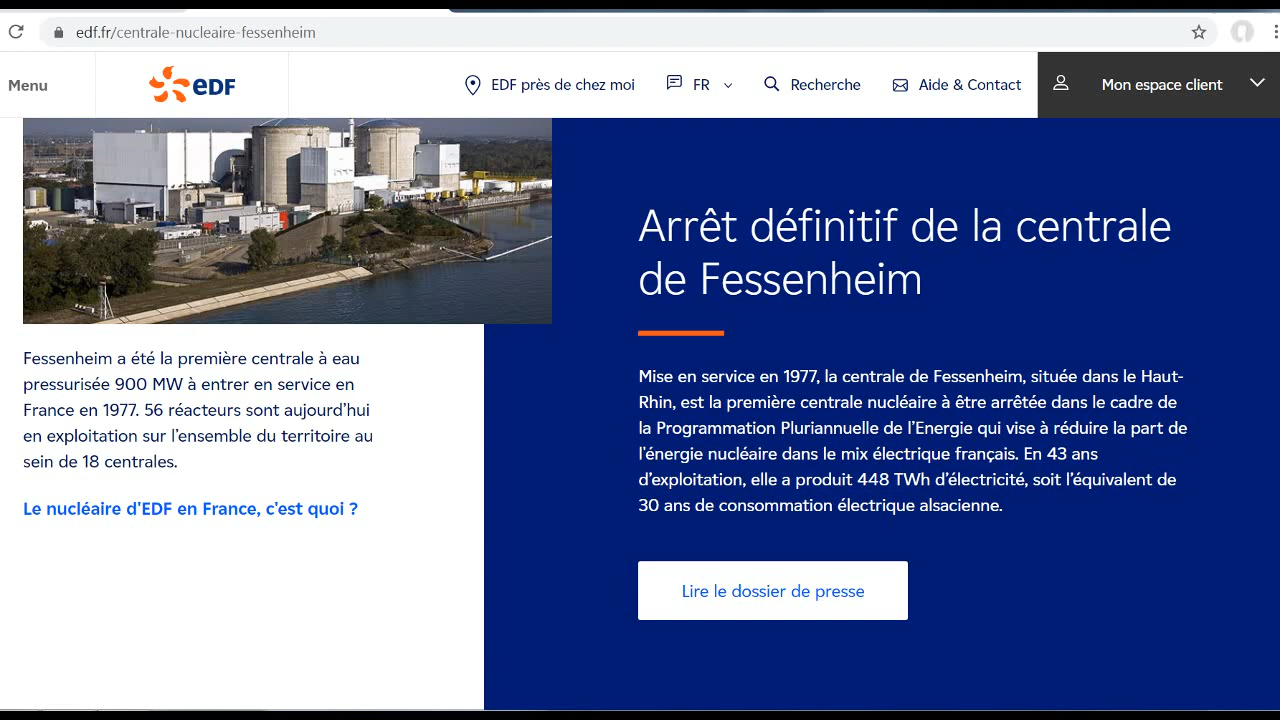 edf.fr/centrale-nucleaire-fessenheim
Menu
eDF
EDF près de chez moi
FR
Recherche
Aide & Contact
Mon espace client
Fessenheim a été la première centrale à eau
pressurisée 900 MW à entrer en service en
France en 1977. 56 réacteurs sont aujourd'hui
en exploitation sur l'ensemble du territoire au
sein de 18 centrales.
Le nucléaire d'EDF en France, c'est quoi ?
Arrêt définitif de la centrale
de Fessenheim
Mise en service en 1977, la centrale de Fessenheim, située dans le Haut-
Rhin, est la première centrale nucléaire à être arrêtée dans le cadre de
la Programmation Pluriannuelle de l'Energie qui vise à réduire la part de
l'énergie nucléaire dans le mix électrique français. En 43 ans
d'exploitation, elle a produit 448 TWh d'électricité, soit l'équivalent de
30 ans de consommation électrique alsacienne.
Lire le dossier de presse